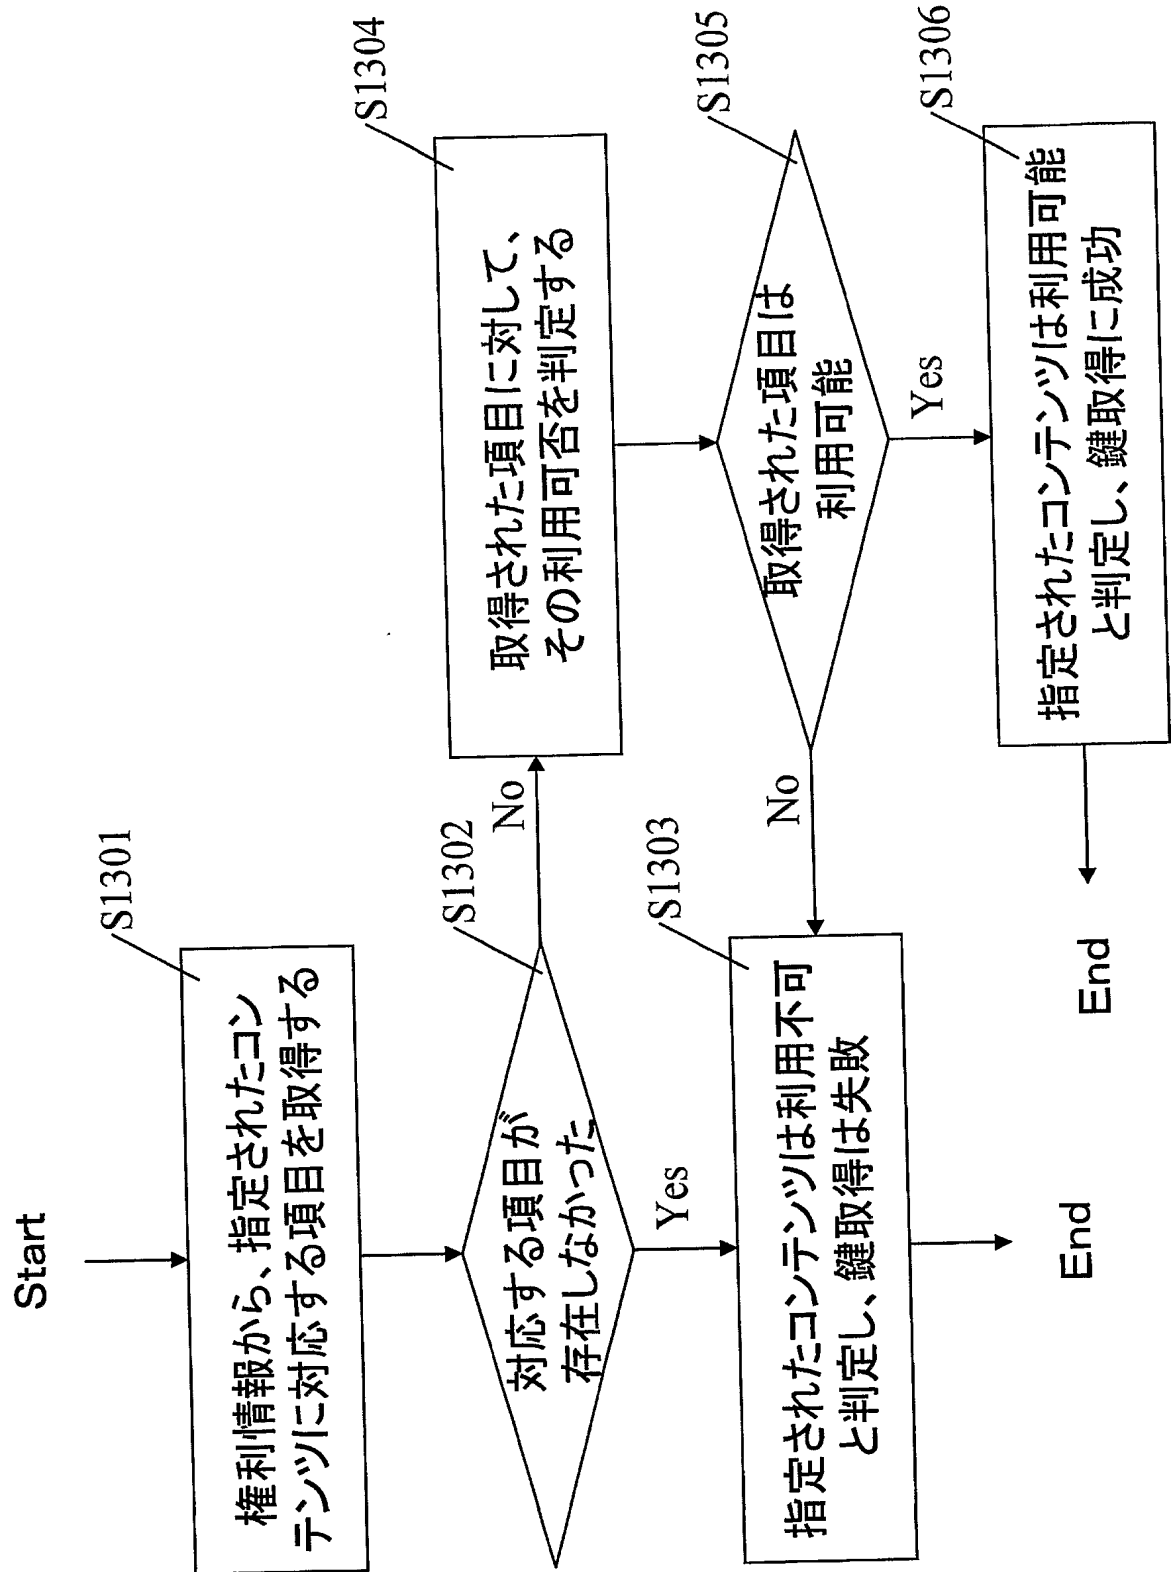 Start
S1301
権利情報から、指定されたコン
テンツに対応する項目を取得する
S1302
対応する項目が
存在しなかった
No
Yes
S1303
指定されたコンテンツは利用不可
と判定し、鍵取得は失敗
End
S1304
取得された項目に対して、
その利用可否を判定する
S1305
取得された項目は
利用可能
No
Yes
S1306
指定されたコンテンツは利用可能
と判定し、鍵取得に成功
End